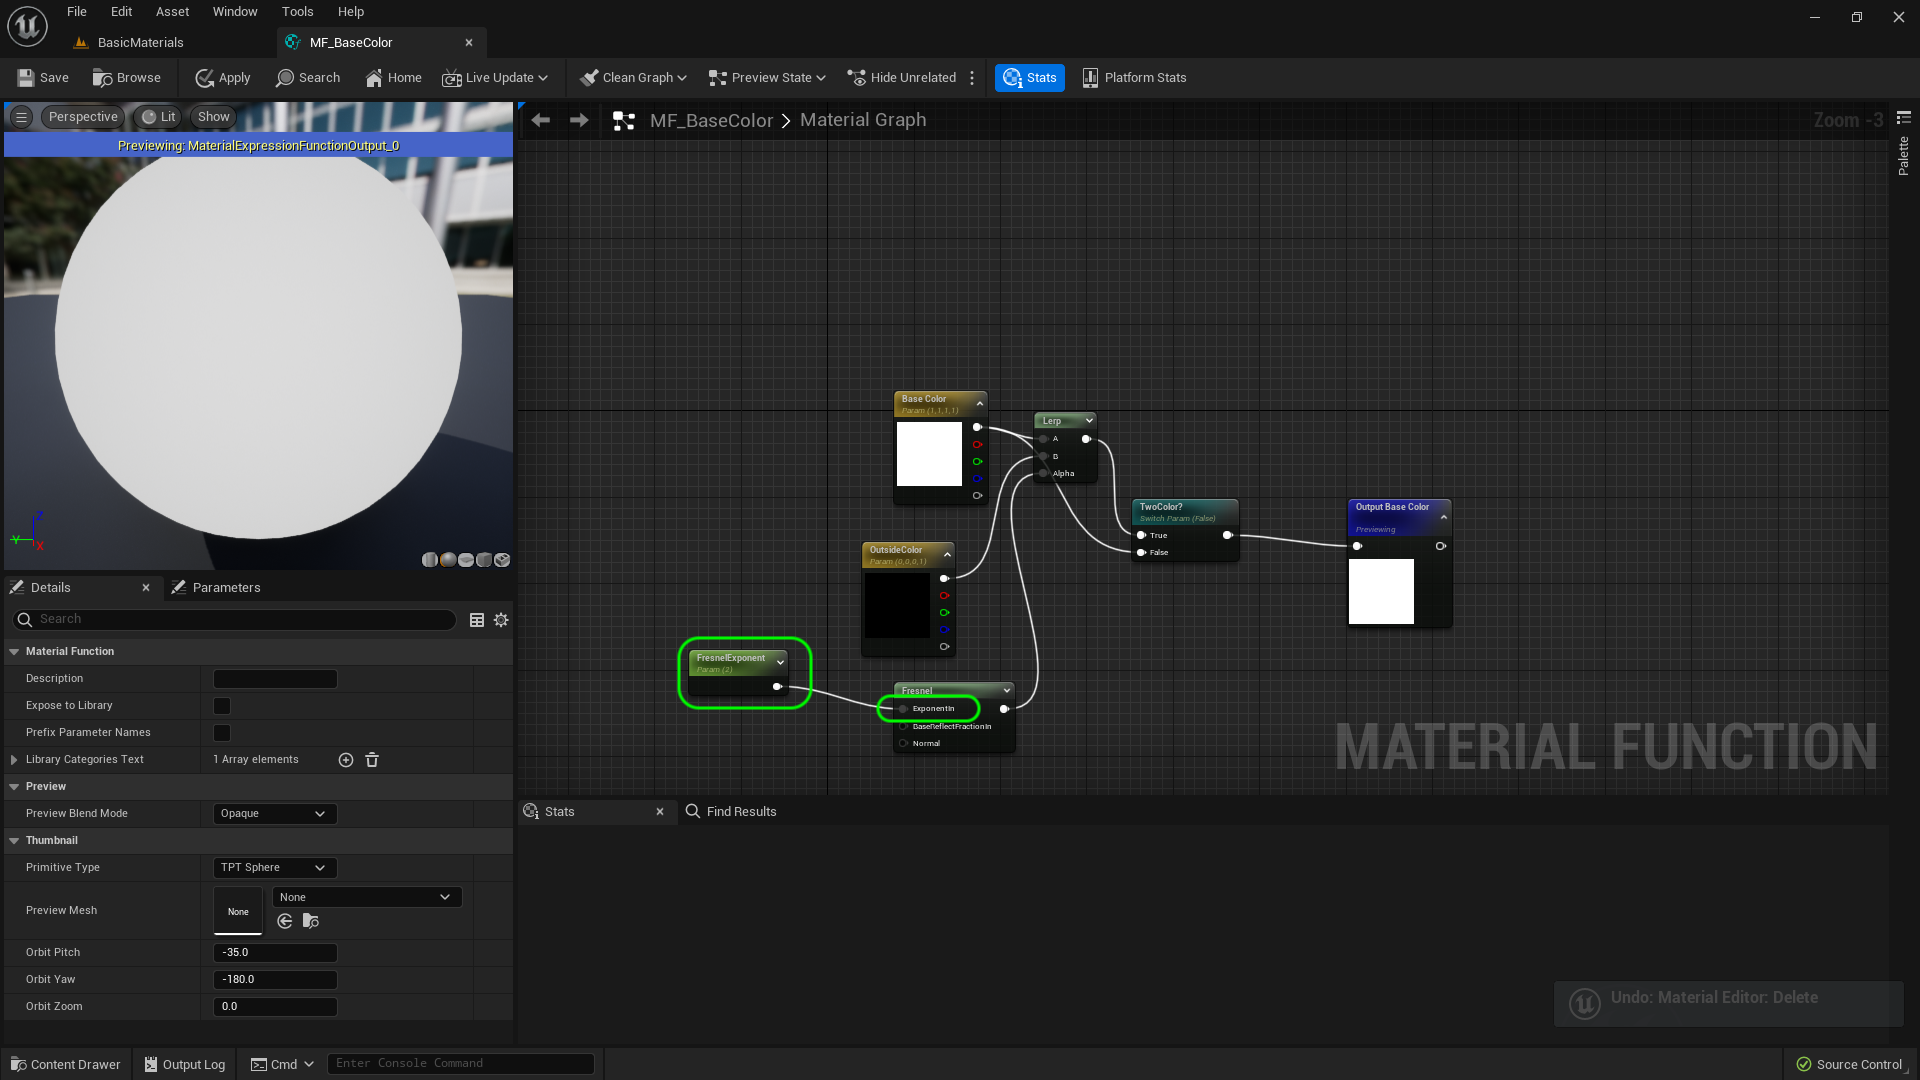 File Edit Asset Window Tools Help
BasicMaterials
MF_BaseColor
Save
Browse
Apply
Search
Home
Live Update
Clean Graph
Preview State
Hide Unrelated
Stats
Platform Stats
Perspective
Lit
Show
Previewing: MaterialExpressionFunctionOutput_0
Z
Y
X
MF_BaseColor
Material Graph
Zoom -3
Palette
Base Color
Param (1,1,1,1)
Lerp
A
B
Alpha
TwoColor?
Switch Param (False)
True
False
Output Base Color
Previewing
OutsideColor
Param (0,0,0,1)
FresnelExponent
Param (2)
Fresnel
ExponentIn
BaseReflectFractionIn
Normal
MATERIAL FUNCTION
Details
Parameters
Search
Material Function
Description
Expose to Library
Prefix Parameter Names
Library Categories Text
1 Array elements
Preview
Preview Blend Mode
Opaque
Thumbnail
Primitive Type
TPT Sphere
Preview Mesh
None
None
Orbit Pitch
-35.0
Orbit Yaw
-180.0
Orbit Zoom
0.0
Stats
Find Results
Undo: Material Editor: Delete
Content Drawer
Output Log
Cmd
Enter Console Command
Source Control